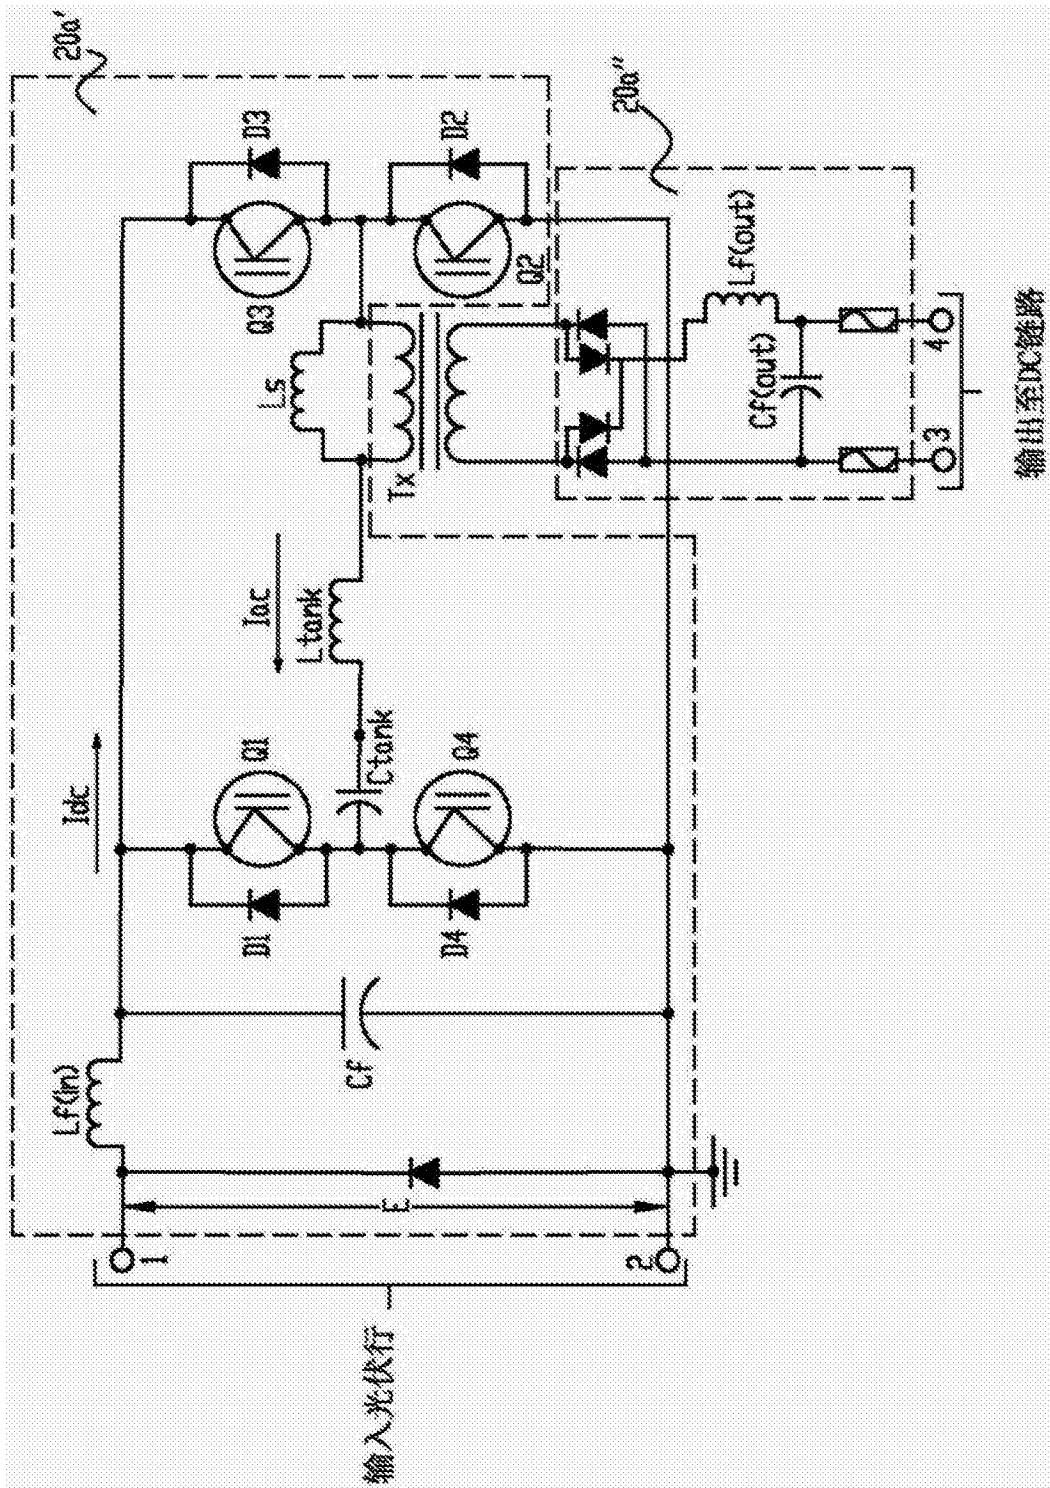 20a'
20a"
D3
D2
Q3
Q2
Ls
Tx
Lf(out)
Cf(out)
4
3
输出至DC链路
Iac
Ltank
Ctank
Idc
Q1
Q4
D1
D4
Cf
Lf(in)
E
1
2
输入光伏行